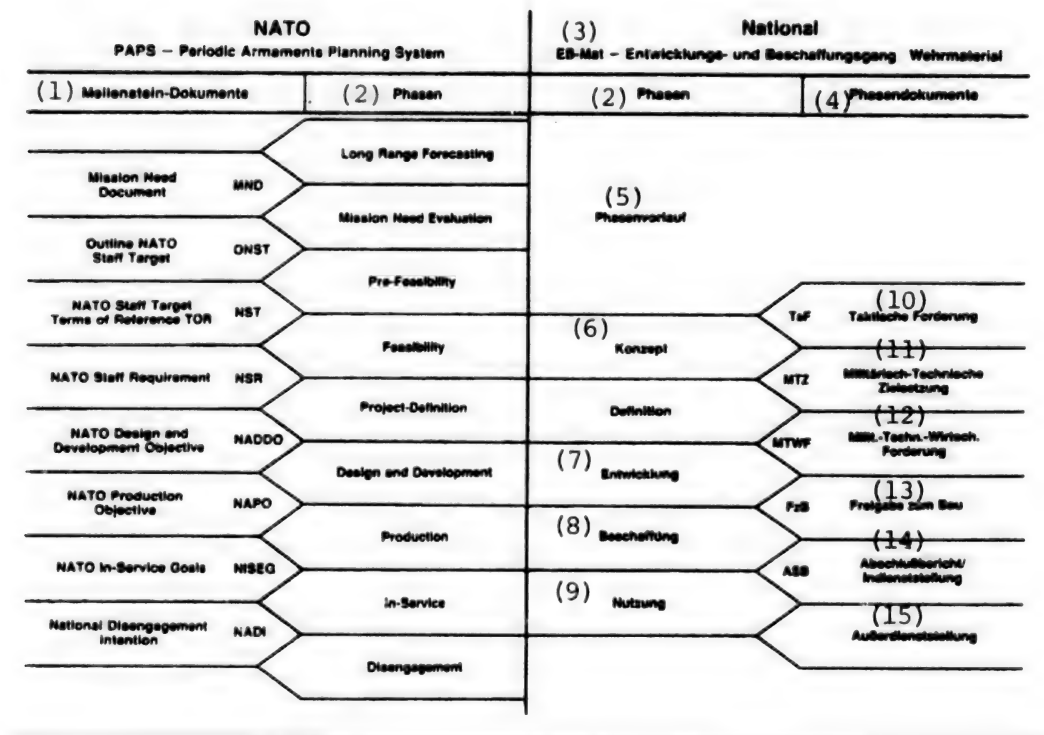 NATO
PAPS – Periodic Armaments Planning System
(3) National
EB-Mat – Entwicklungs- und Beschaffungsgang Wehrmaterial
(1) Meilenstein-Dokumente
(2) Phasen
(2) Phasen
(4) Phasendokumente
Long Range Forecasting
Mission Need
Document
MND
Mission Need Evaluation
(5)
Phasenvorlauf
Outline NATO
Staff Target
ONST
Pre-Feasibility
NATO Staff Target
Terms of Reference TOR
NST
(10)
TaF
Taktische Forderung
Feasibility
(6)
Konzept
(11)
NATO Staff Requirement
NSR
MTZ
Militärisch-Technische
Zielsetzung
Project-Definition
Definition
(12)
NATO Design and
Development Objective
NADDO
MTWF
Milit.-Techn.-Wirtsch.
Forderung
Design and Development
(7)
Entwicklung
(13)
NATO Production
Objective
NAPO
FzB
Freigabe zum Bau
Production
(8)
Beschaffung
(14)
NATO In-Service Goals
NISEG
ASB
Abschlußbericht/
Indienststellung
In-Service
(9)
Nutzung
(15)
National Disengagement
Intention
NADI
Außerdienststellung
Disengagement